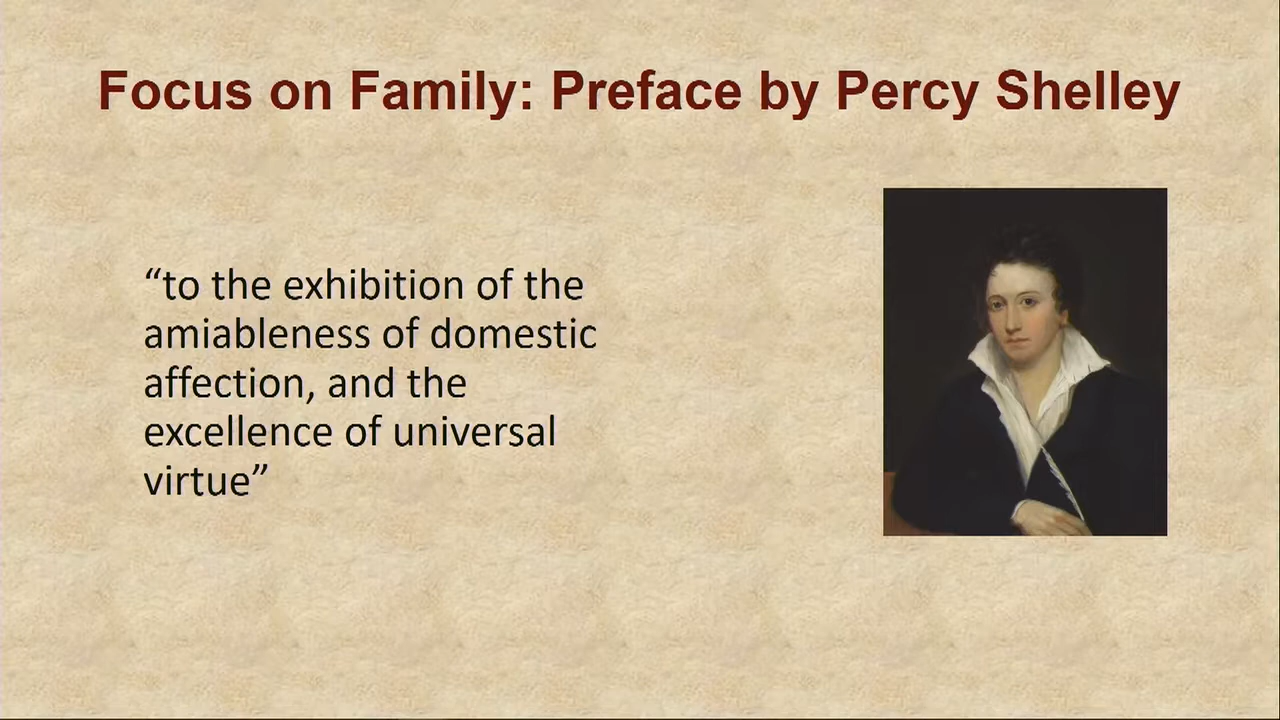 Focus on Family: Preface by Percy Shelley
“to the exhibition of the
amiableness of domestic
affection, and the
excellence of universal
virtue”